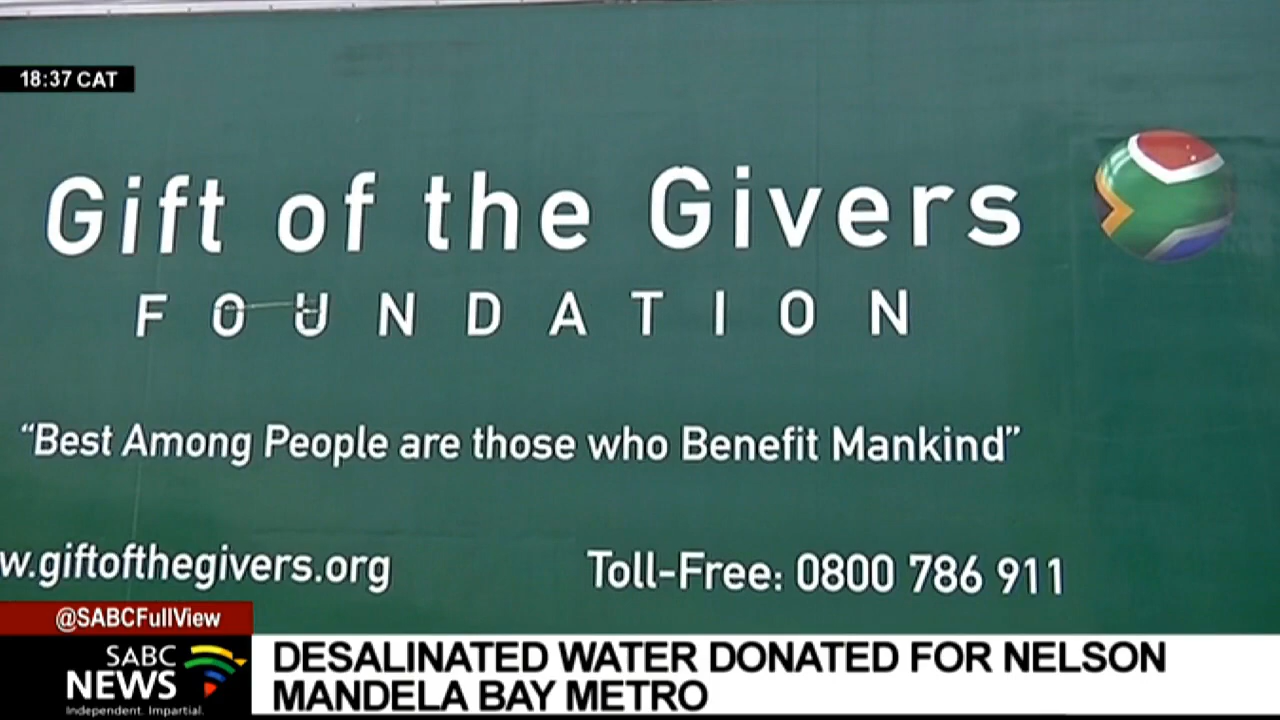 18:37 CAT
Gift of the Givers
FOUNDATION
“Best Among People are those who Benefit Mankind”
w.giftofthegivers.org
Toll-Free: 0800 786 911
@SABCFullView
SABC
NEWS
Independent. Impartial.
DESALINATED WATER DONATED FOR NELSON
MANDELA BAY METRO